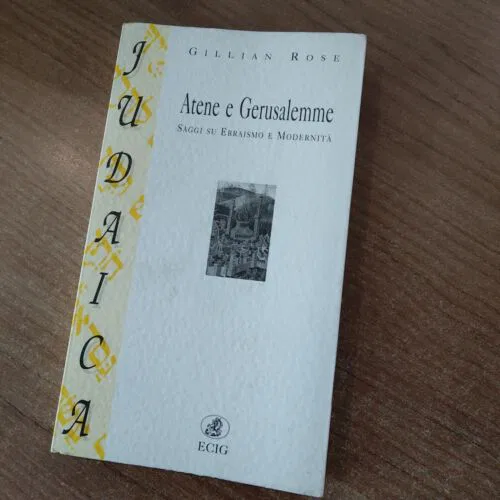 GILLIAN ROSE
Atene e Gerusalemme
SAGGI SU EBRAISMO E MODERNITÀ
JUDAICA
ECIG